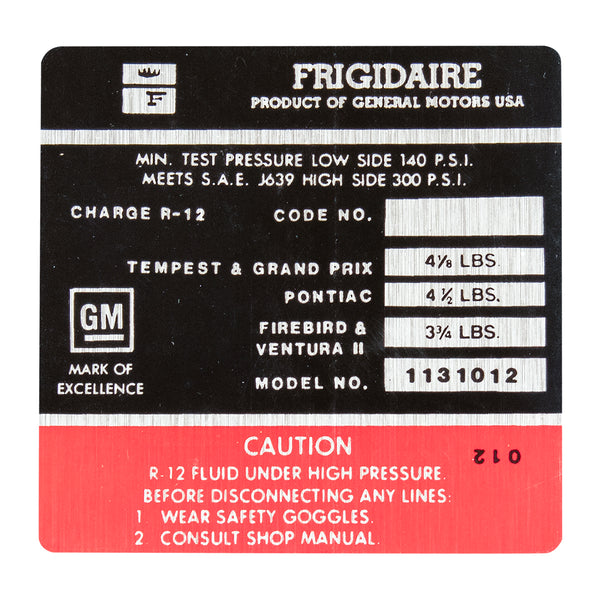 FRIGIDAIRE
F
PRODUCT OF GENERAL MOTORS USA
MIN. TEST PRESSURE LOW SIDE 140 P.S.I.
MEETS S.A.E. J639 HIGH SIDE 300 P.S.I.
CHARGE R-12 CODE NO.
TEMPEST & GRAND PRIX 4⅛ LBS.
PONTIAC 4½ LBS.
FIREBIRD & VENTURA II 3¾ LBS.
GM
MARK OF
EXCELLENCE
MODEL NO. 1131012
CAUTION
012
R-12 FLUID UNDER HIGH PRESSURE.
BEFORE DISCONNECTING ANY LINES:
1 WEAR SAFETY GOGGLES.
2 CONSULT SHOP MANUAL.